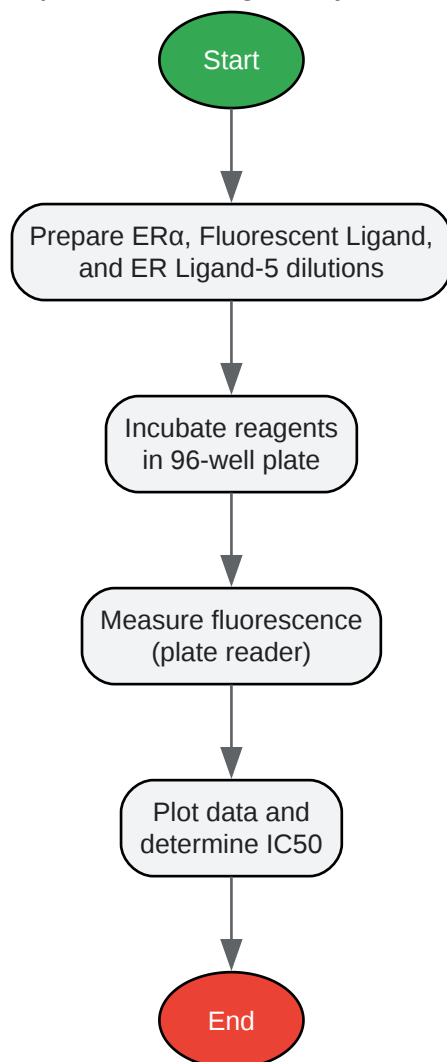 Start
Prepare ERα, Fluorescent Ligand,
and ER Ligand-5 dilutions
Incubate reagents
in 96-well plate
Measure fluorescence
(plate reader)
Plot data and
determine IC50
End